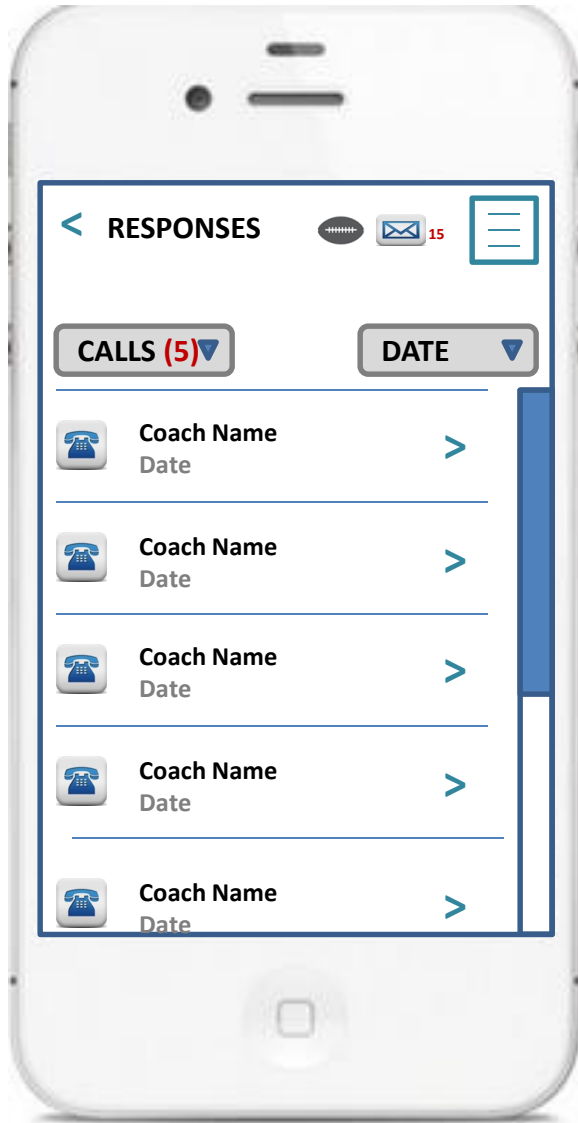 < RESPONSES 15
CALLS (5) DATE
Coach Name >
Date
Coach Name >
Date
Coach Name >
Date
Coach Name >
Date
Coach Name >
Date